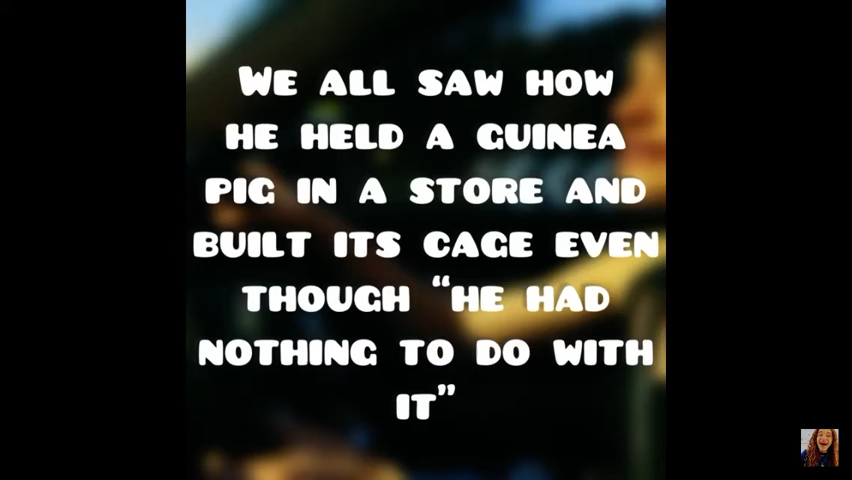 We all saw how
he held a guinea
pig in a store and
built its cage even
though “he had
nothing to do with
it”